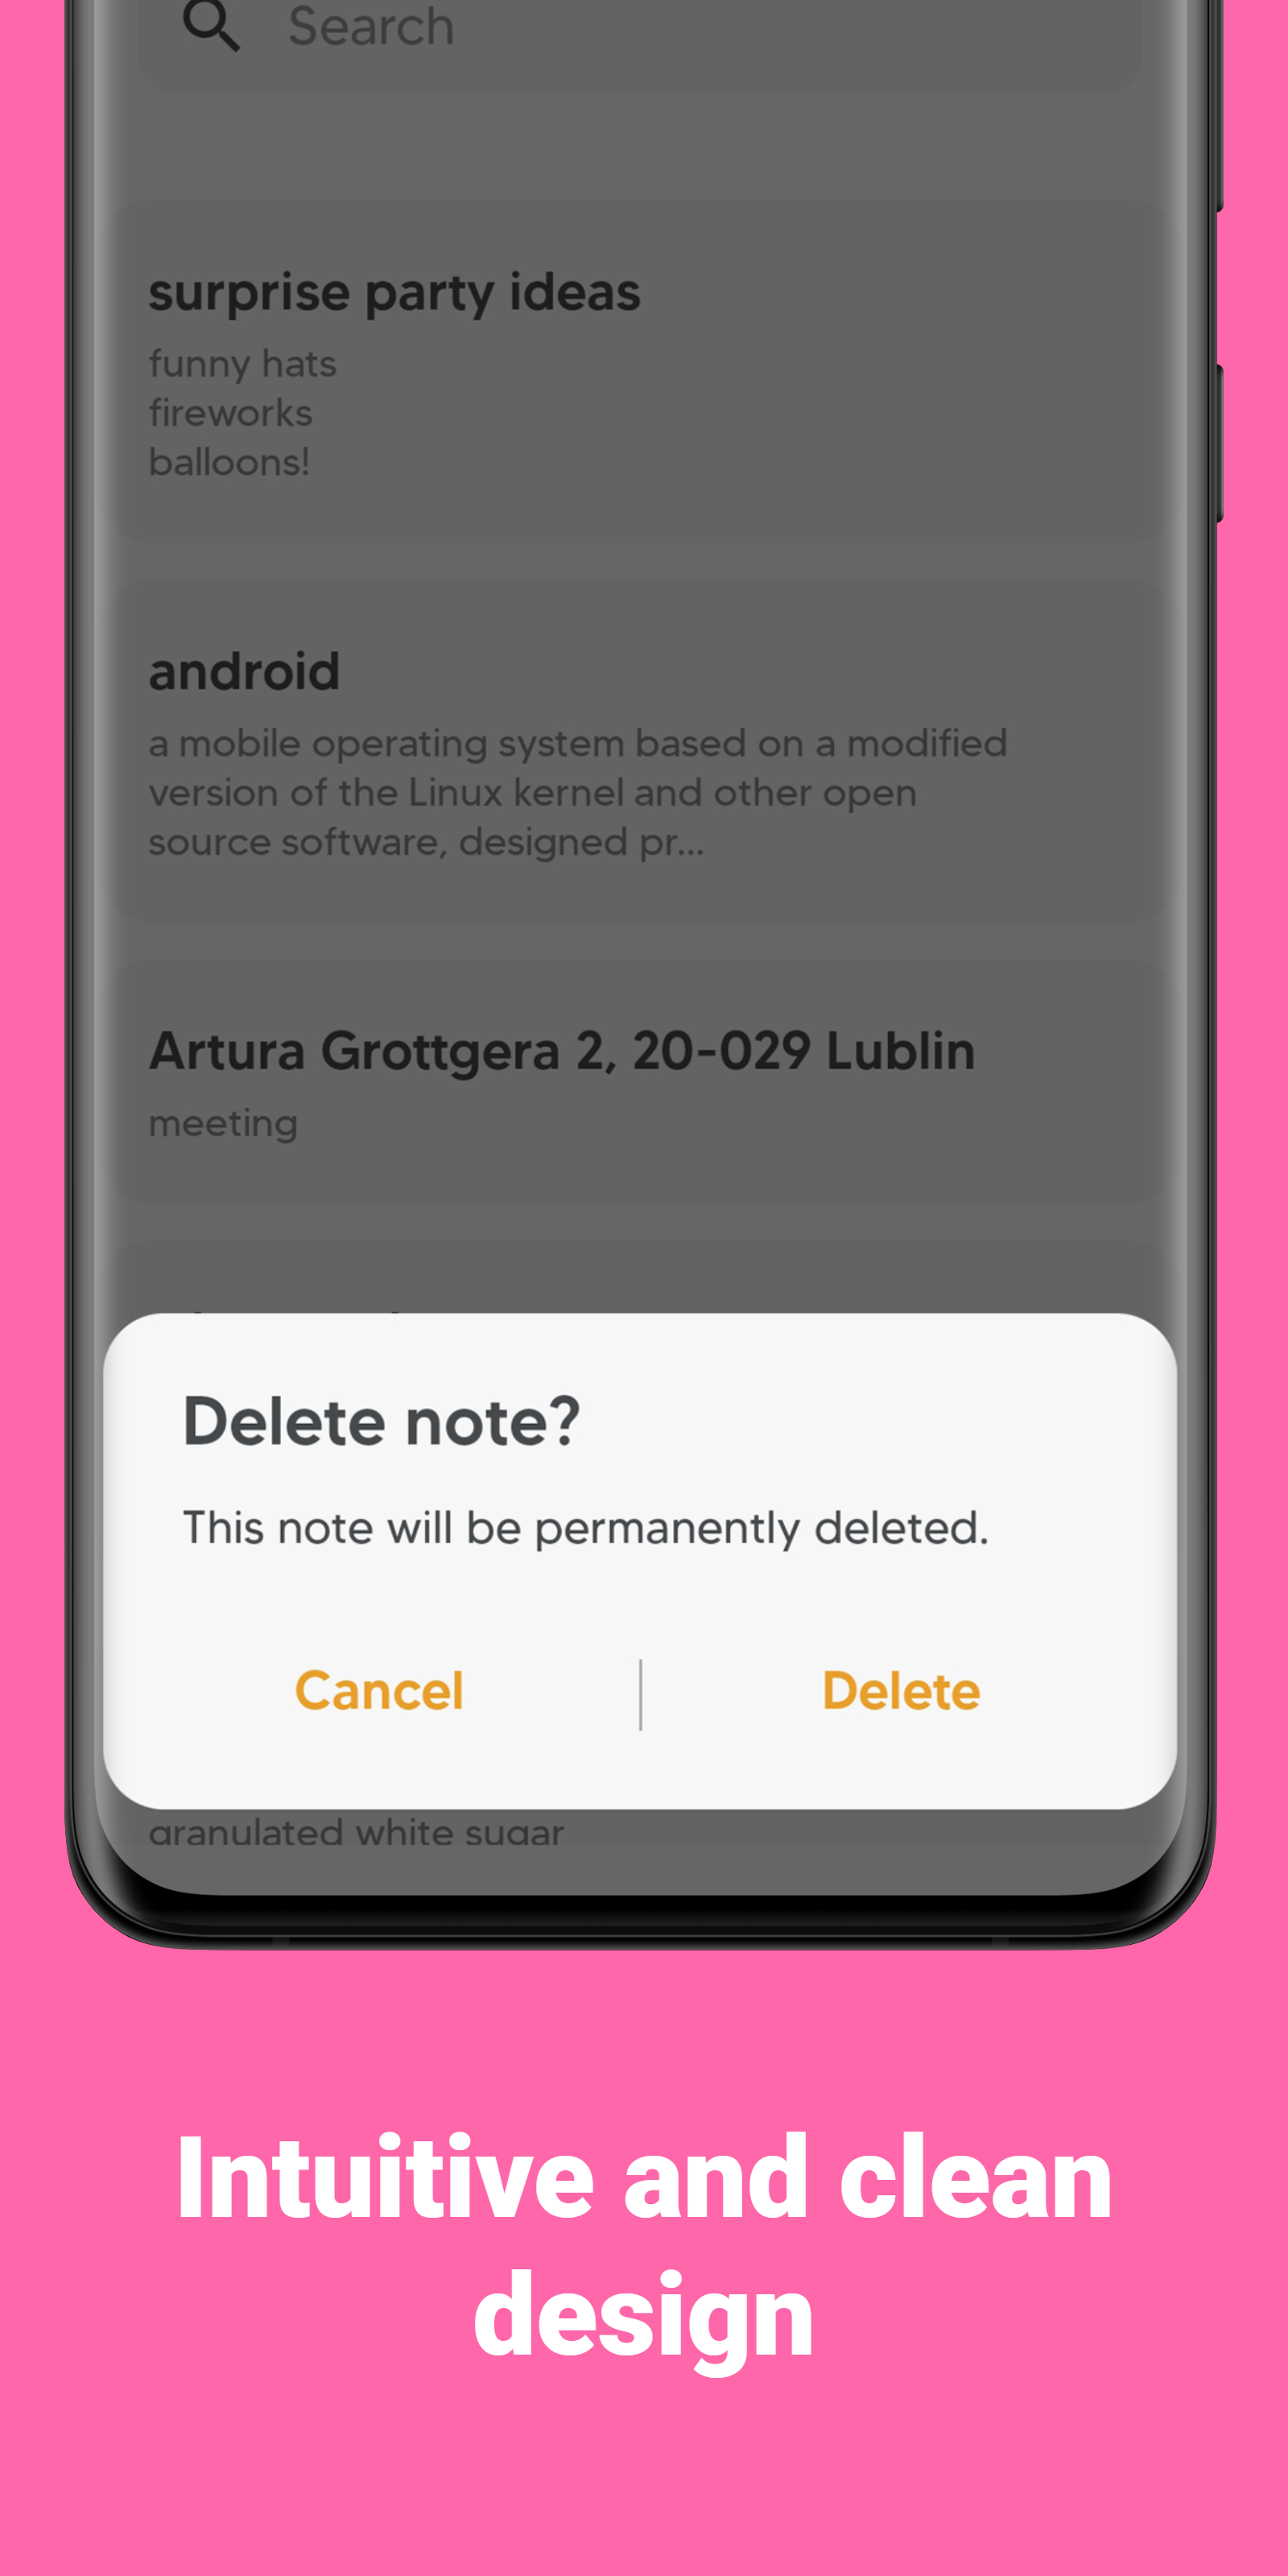 Search
surprise party ideas
funny hats
fireworks
balloons!
android
a mobile operating system based on a modified
version of the Linux kernel and other open
source software, designed pr...
Artura Grottgera 2, 20-029 Lublin
meeting
Delete note?
This note will be permanently deleted.
Cancel
Delete
granulated white sugar
Intuitive and clean
design